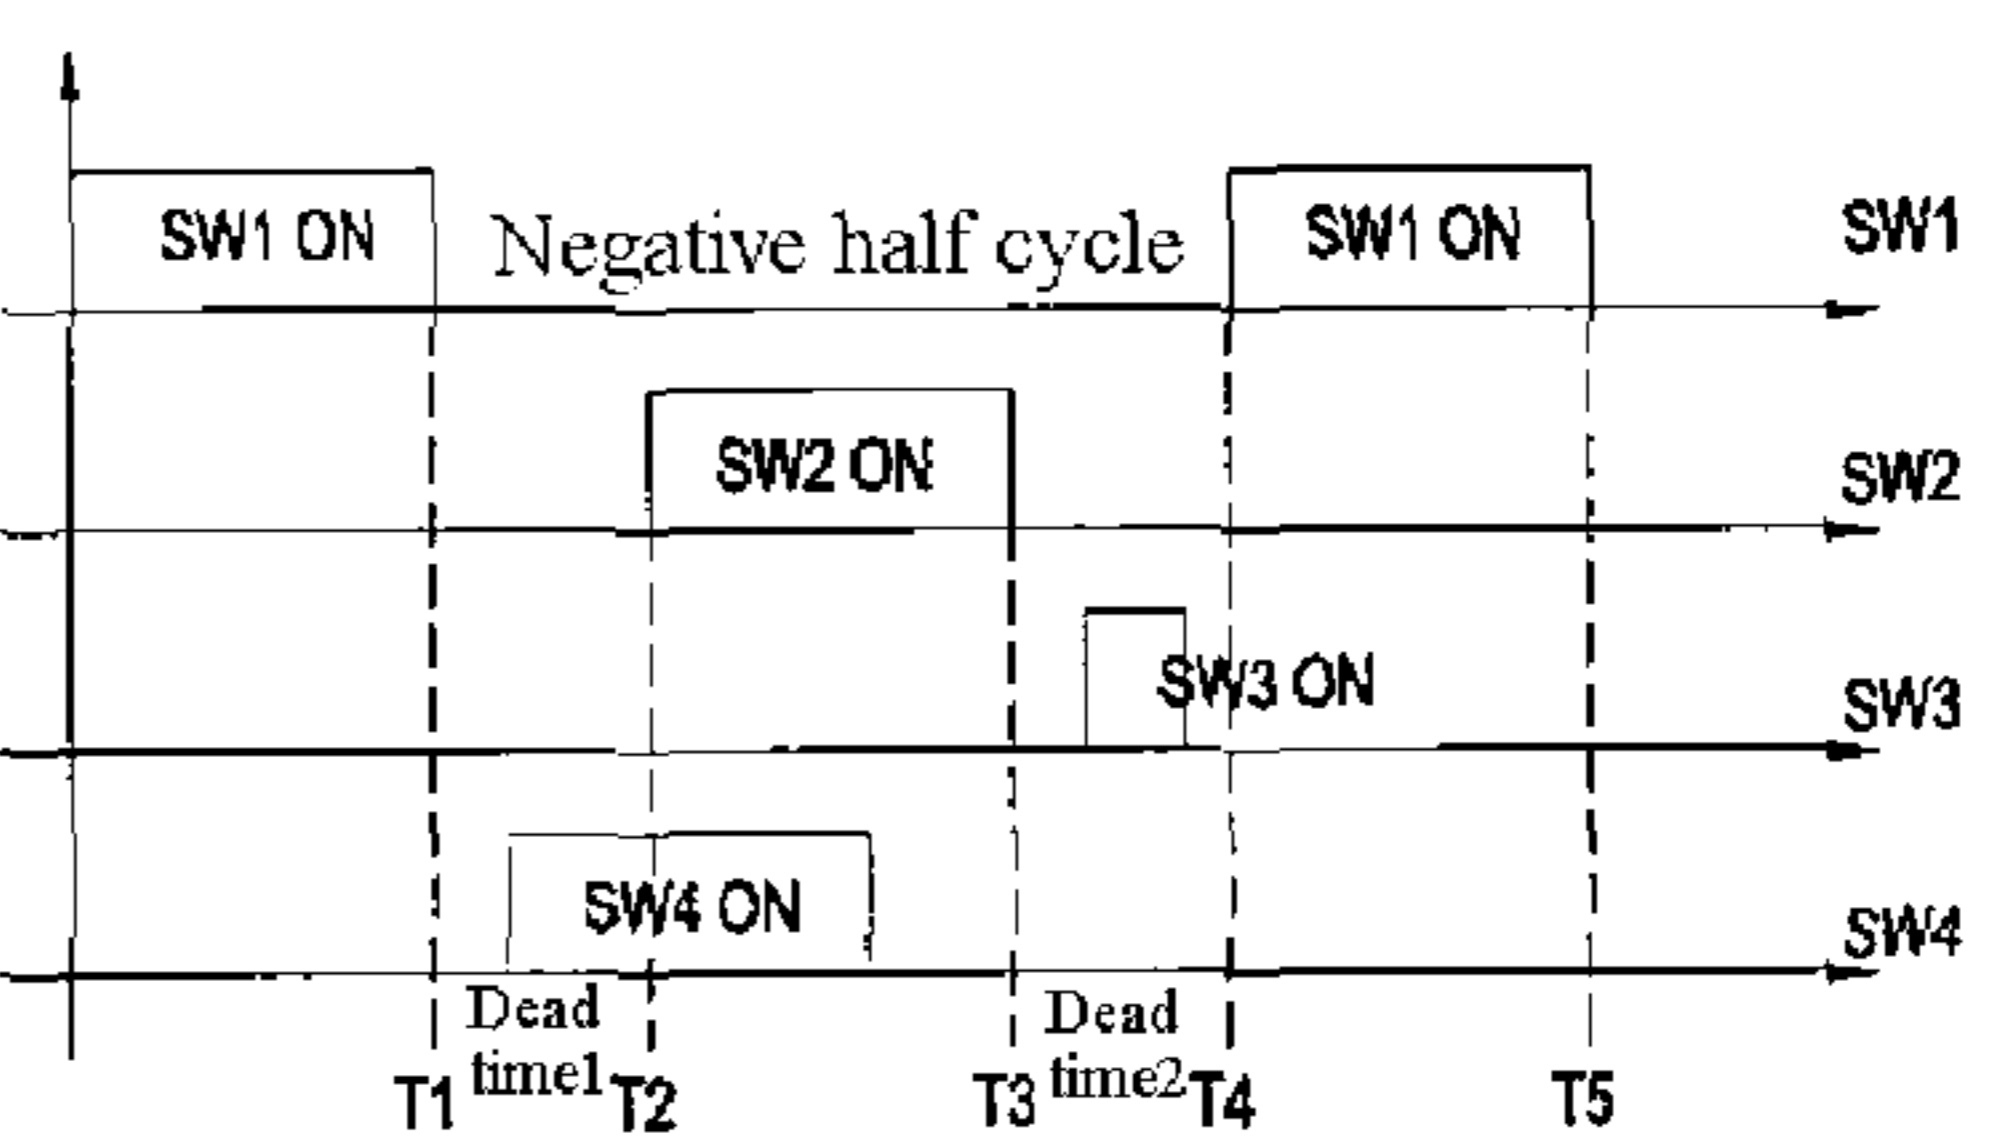 SW1 ON
Negative half cycle
SW1 ON
SW1
SW2 ON
SW2
SW3 ON
SW3
SW4 ON
SW4
Dead
time1
Dead
time2
T1
T2
T3
T4
T5